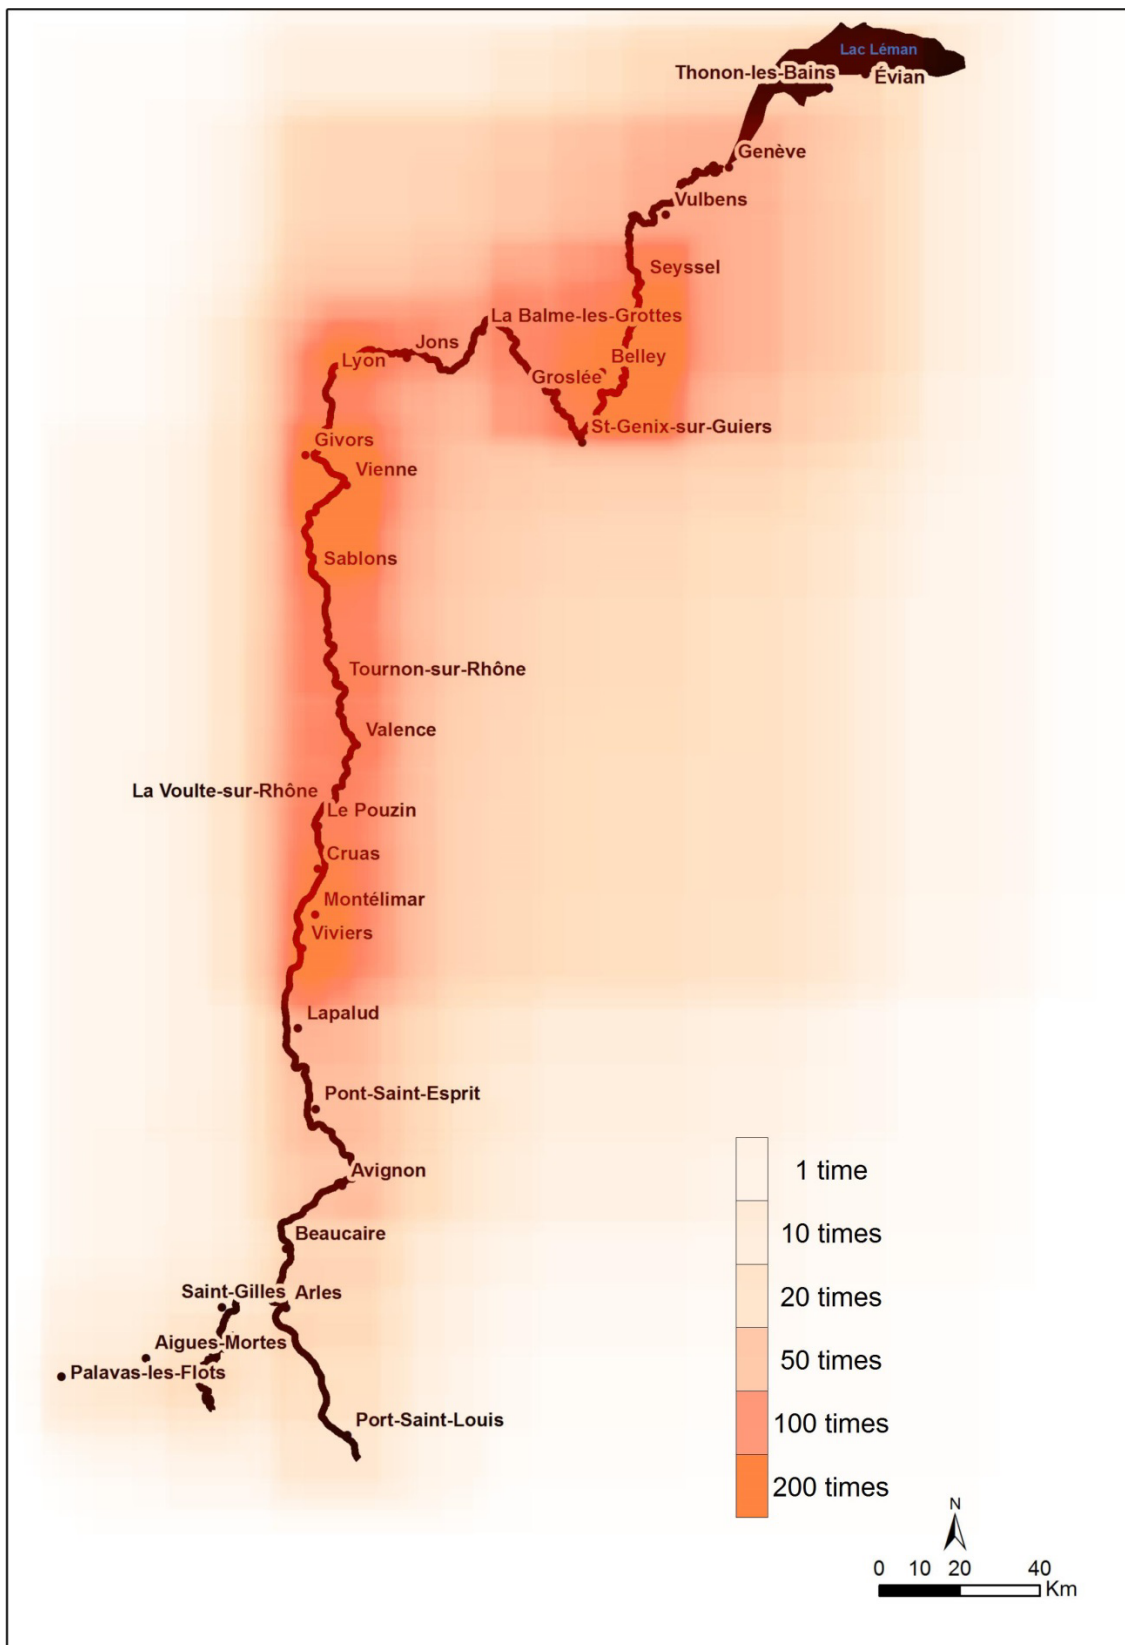 Lac Léman
Thonon-les-Bains
Évian
Genève
Vulbens
Seyssel
La Balme-les-Grottes
Jons
Lyon
Belley
Groslée
St-Genix-sur-Guiers
Givors
Vienne
Sablons
Tournon-sur-Rhône
Valence
La Voulte-sur-Rhône
Le Pouzin
Cruas
Montélimar
Viviers
Lapalud
Pont-Saint-Esprit
Avignon
Beaucaire
Saint-Gilles
Arles
Aigues-Mortes
Palavas-les-Flots
Port-Saint-Louis
1 time
10 times
20 times
50 times
100 times
200 times
N
0 10 20 40
Km